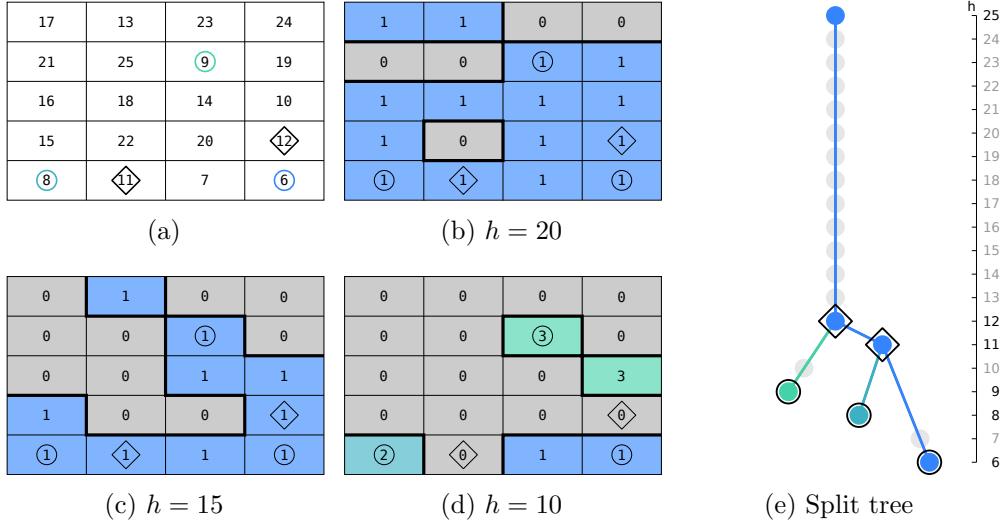 17 13 23 24
21 25 9 19
16 18 14 10
15 22 20 12
8 11 7 6
(a)
1 1 0 0
0 0 1 1
1 1 1 1
1 0 1 1
1 1 1 1
(b) h = 20
0 1 0 0
0 0 1 0
0 0 1 1
1 0 0 1
1 1 1 1
(c) h = 15
0 0 0 0
0 0 3 0
0 0 0 3
0 0 0 0
2 0 1 1
(d) h = 10
h
25
24
23
22
21
20
19
18
17
16
15
14
13
12
11
10
9
8
7
6
(e) Split tree